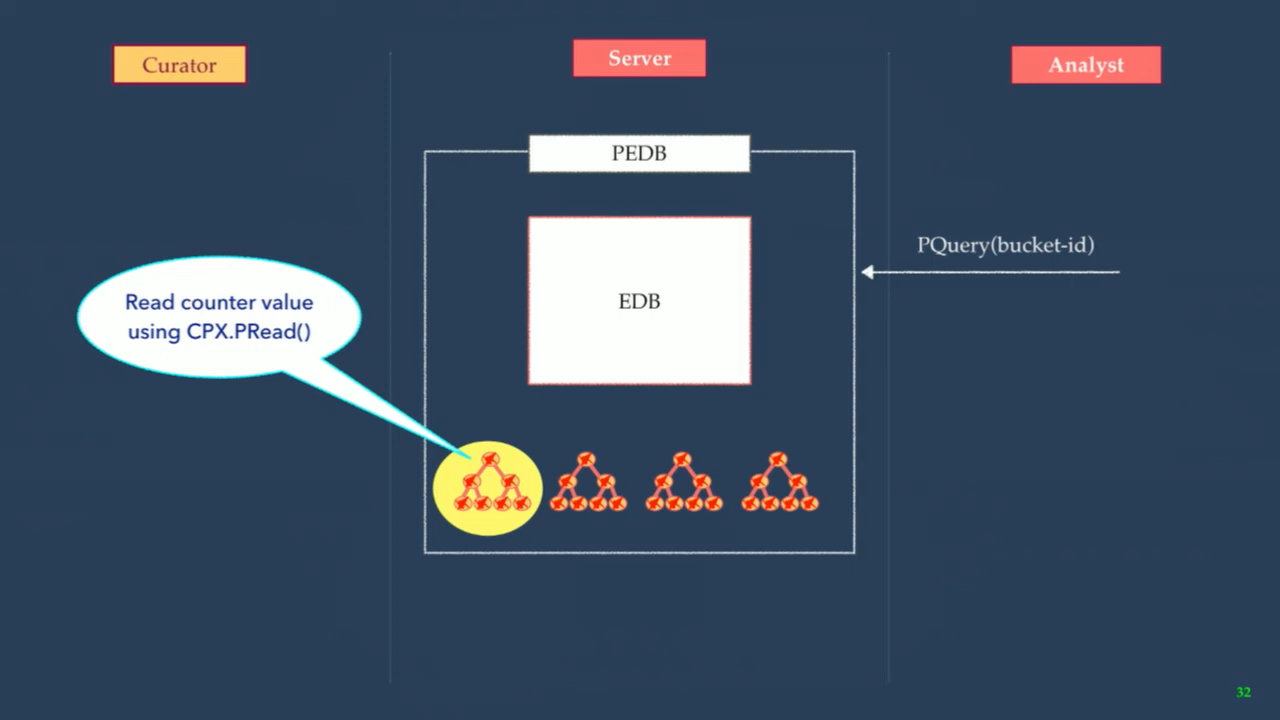 Curator
Server
Analyst
PEDB
PQuery(bucket-id)
EDB
Read counter value
using CPX.PRead()
32